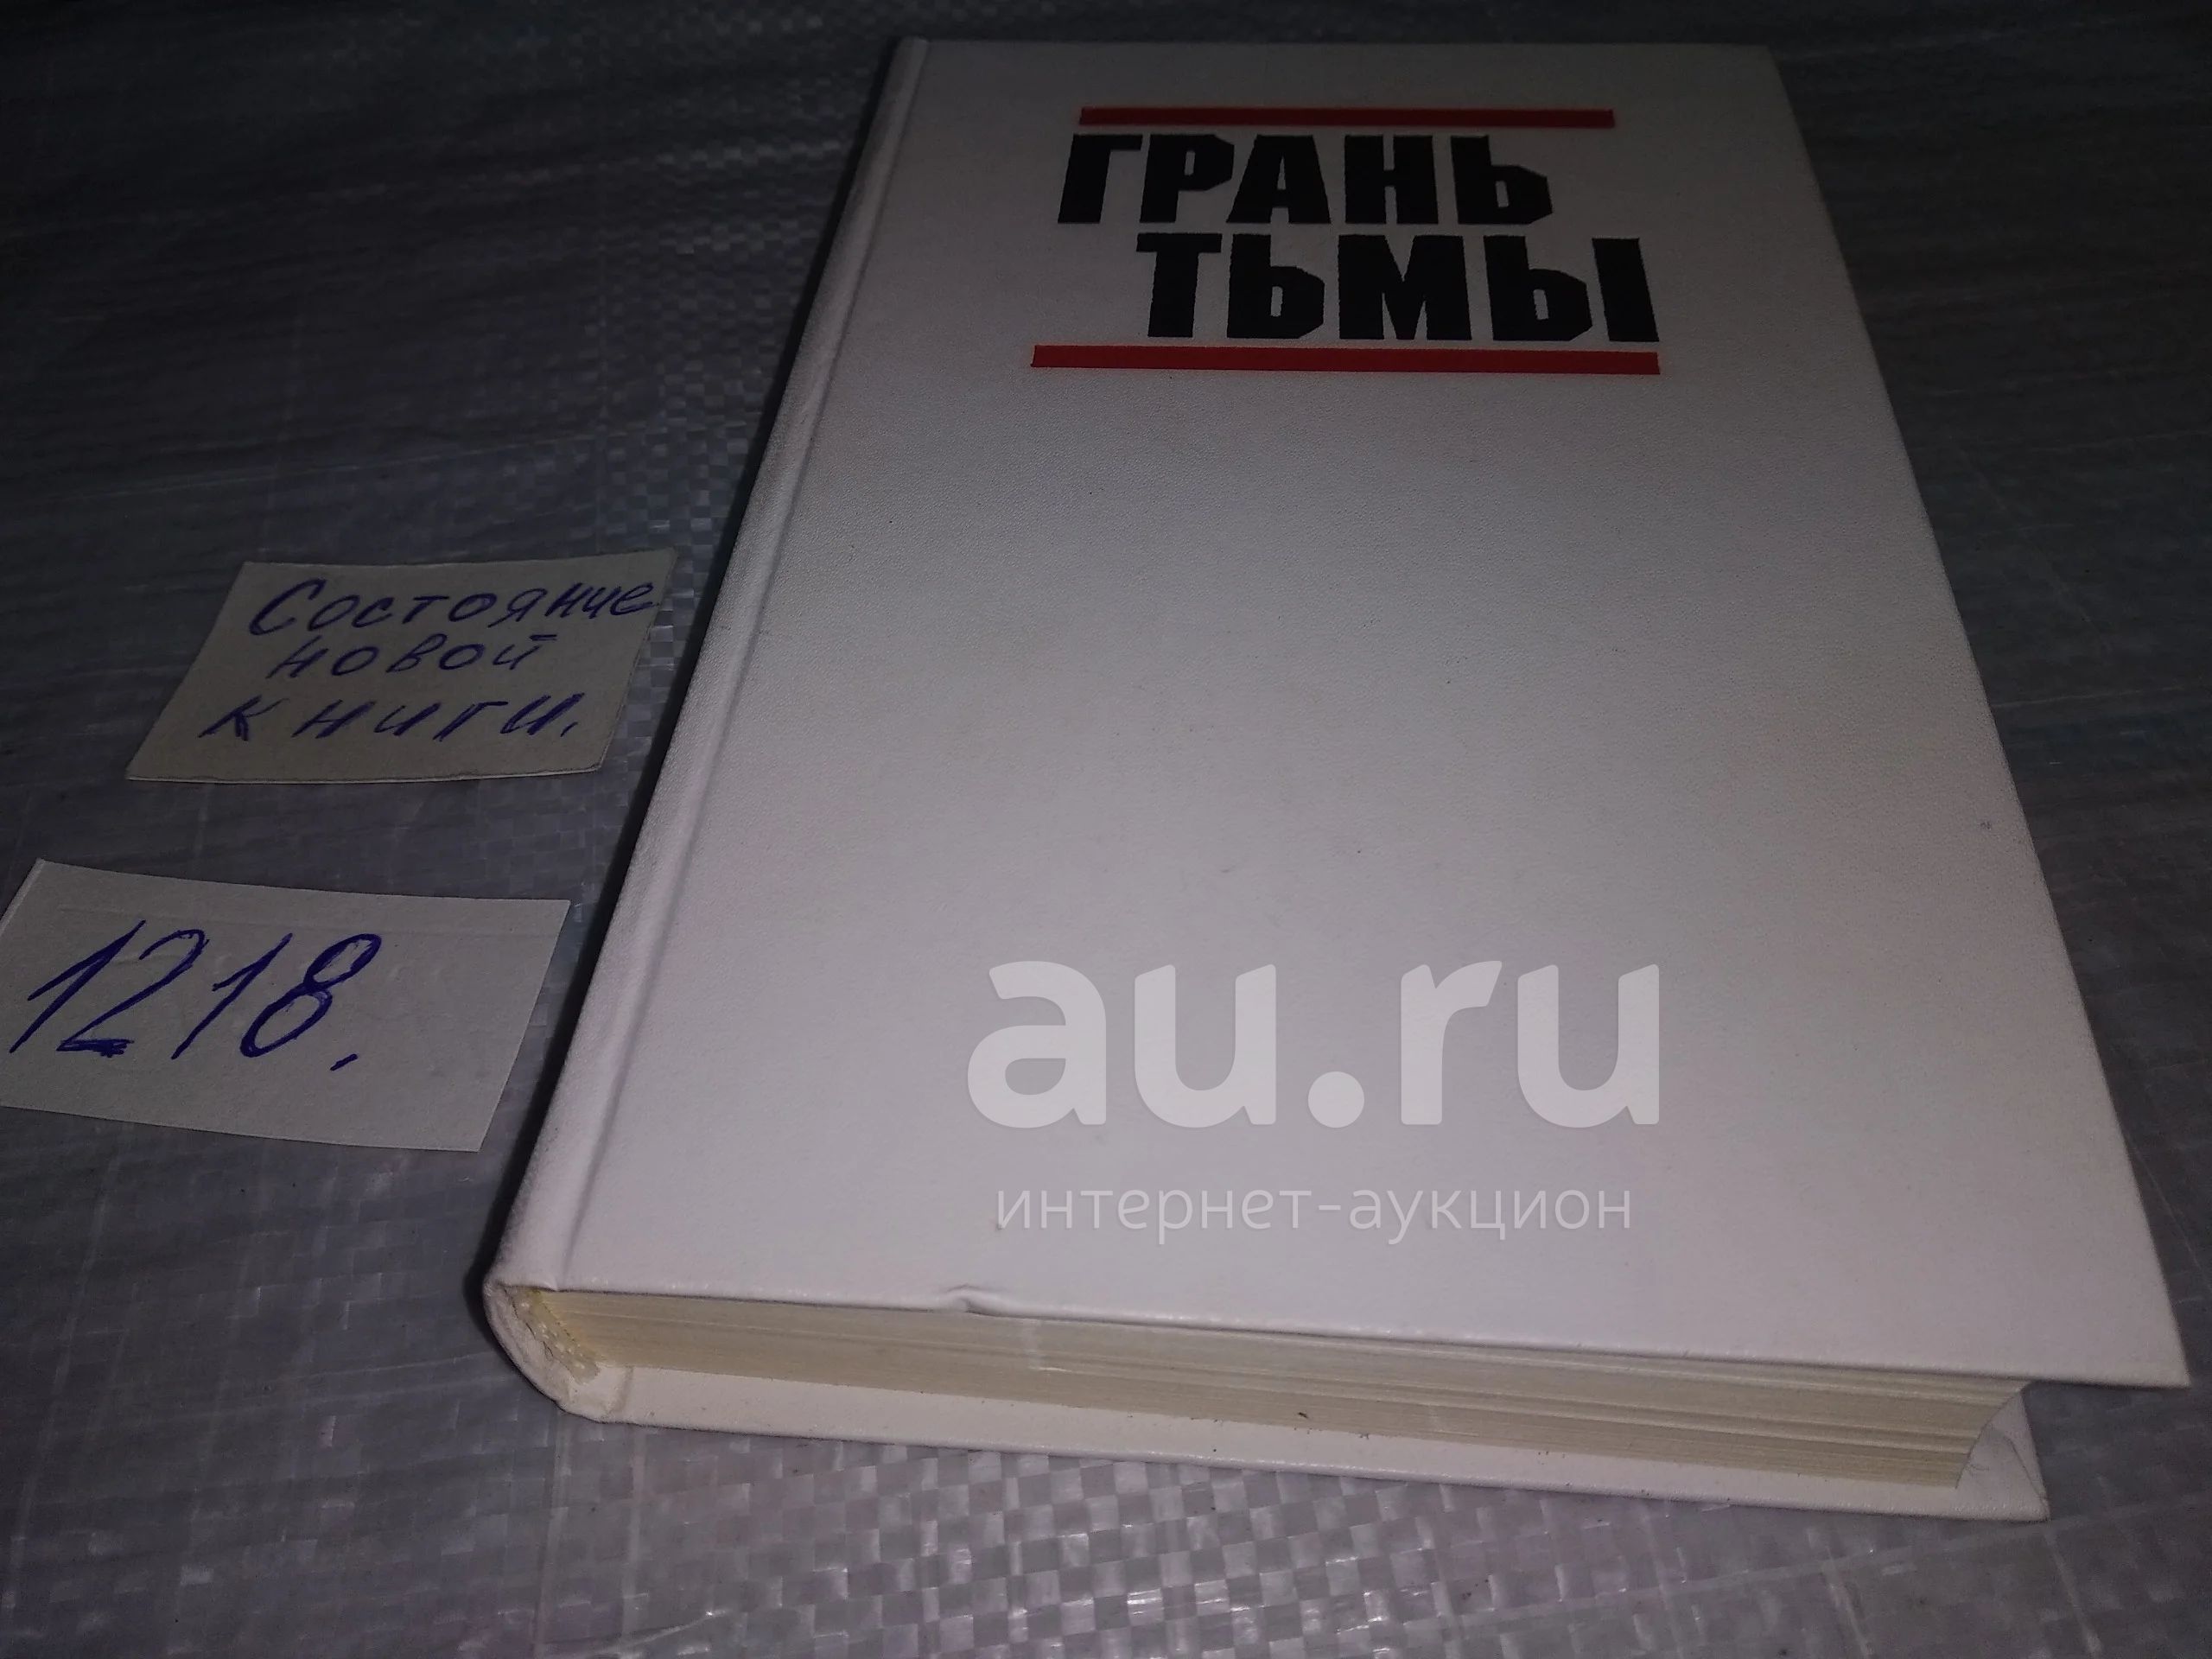 ГРАНЬ
ТЬМЫ
Состояние
новой
книги.
1218.
au.ru
интернет-аукцион